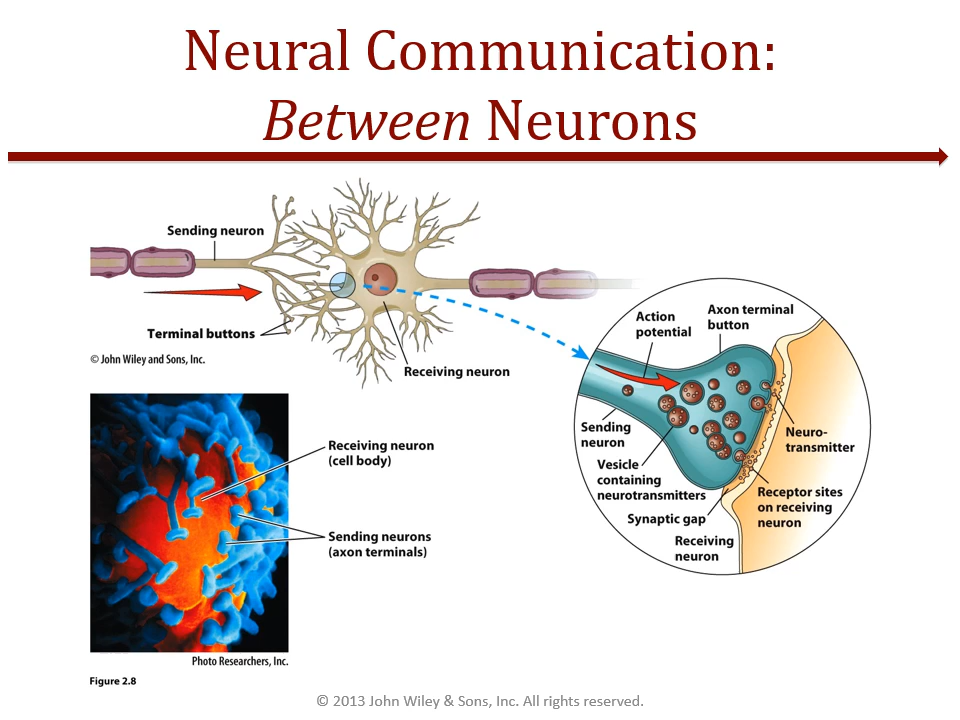 Neural Communication:
Between Neurons
Sending neuron
Terminal buttons
© John Wiley and Sons, Inc.
Receiving neuron
Action
potential
Axon terminal
button
Sending
neuron
Vesicle
containing
neurotransmitters
Synaptic gap
Receiving
neuron
Neuro-
transmitter
Receptor sites
on receiving
neuron
Receiving neuron
(cell body)
Sending neurons
(axon terminals)
Photo Researchers, Inc.
Figure 2.8
© 2013 John Wiley & Sons, Inc. All rights reserved.